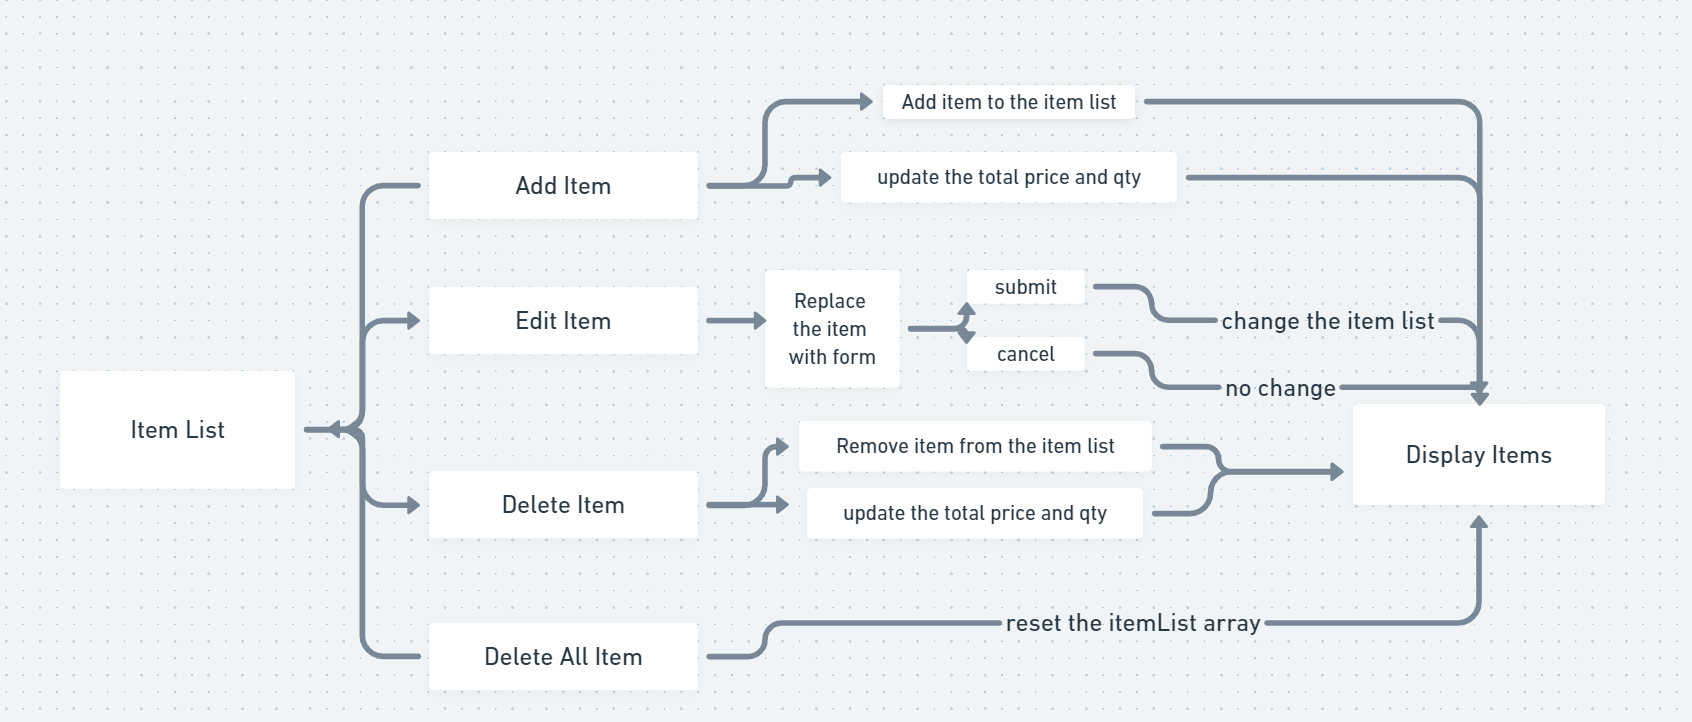 Add item to the item list
Add Item
update the total price and qty
Edit Item
Replace
the item
with form
submit
change the item list
cancel
no change
Item List
Remove item from the item list
Display Items
Delete Item
update the total price and qty
reset the itemList array
Delete All Item